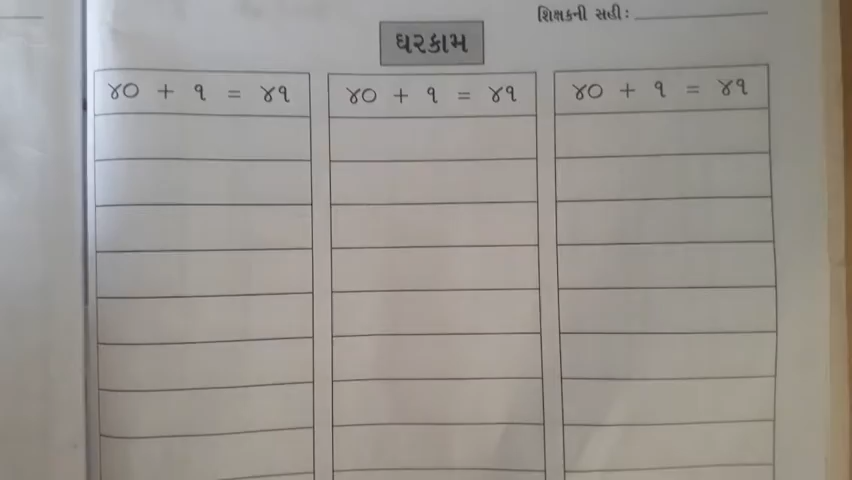 શિક્ષકની સહી:
ઘરકામ
૪૦ + ૧ = ૪૧ ૪૦ + ૧ = ૪૧ ૪૦ + ૧ = ૪૧